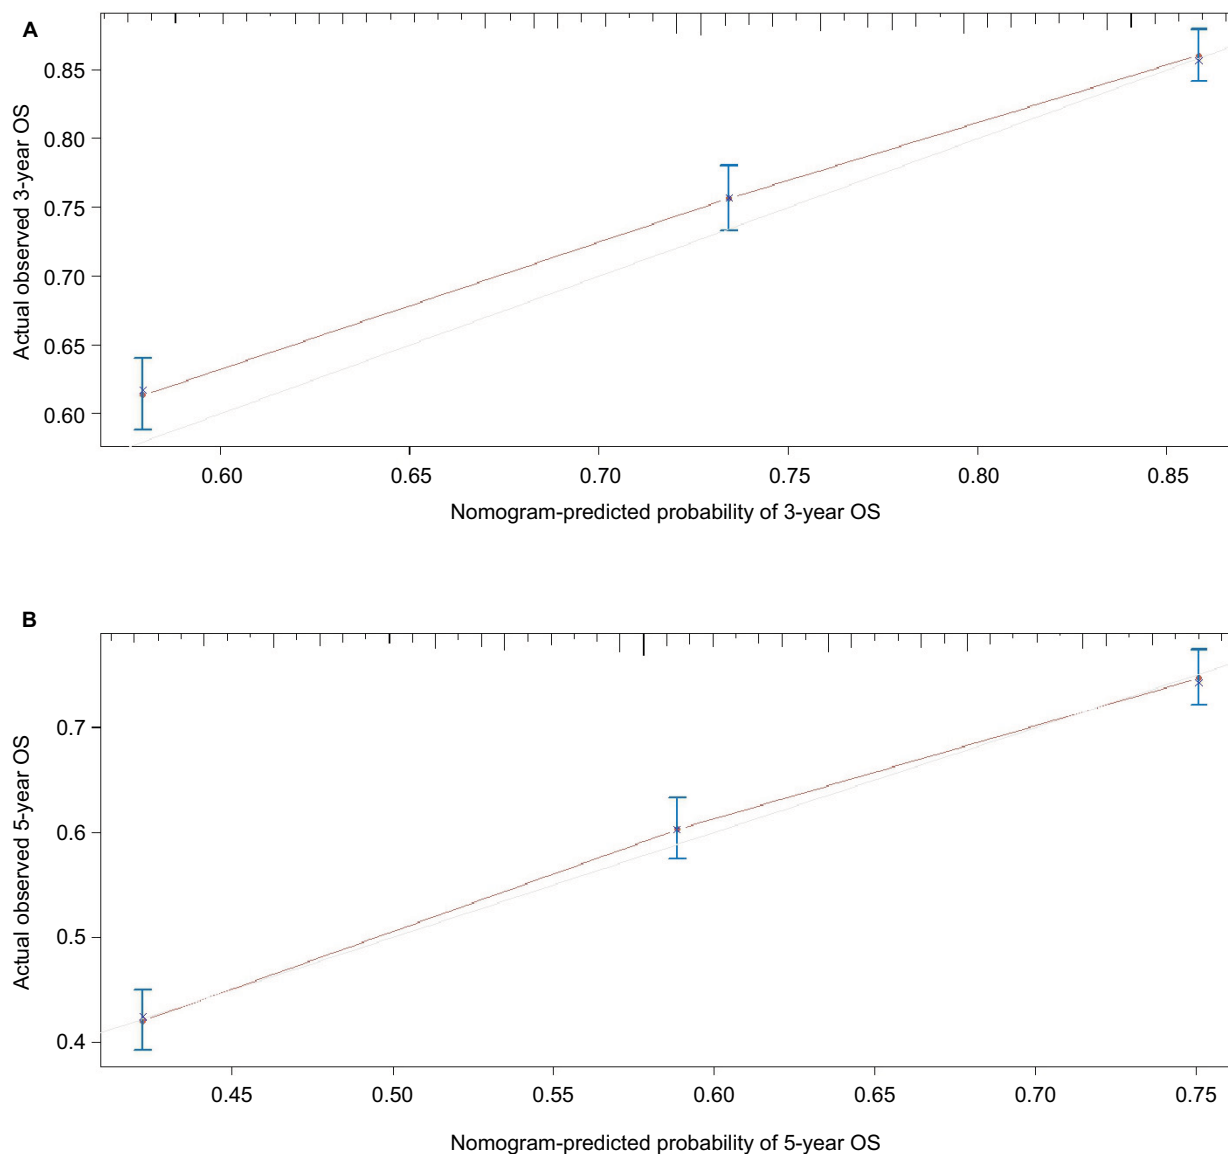 A
Actual observed 3-year OS
0.85
0.80
0.75
0.70
0.65
0.60
0.60 0.65 0.70 0.75 0.80 0.85
Nomogram-predicted probability of 3-year OS
B
Actual observed 5-year OS
0.7
0.6
0.5
0.4
0.45 0.50 0.55 0.60 0.65 0.70 0.75
Nomogram-predicted probability of 5-year OS